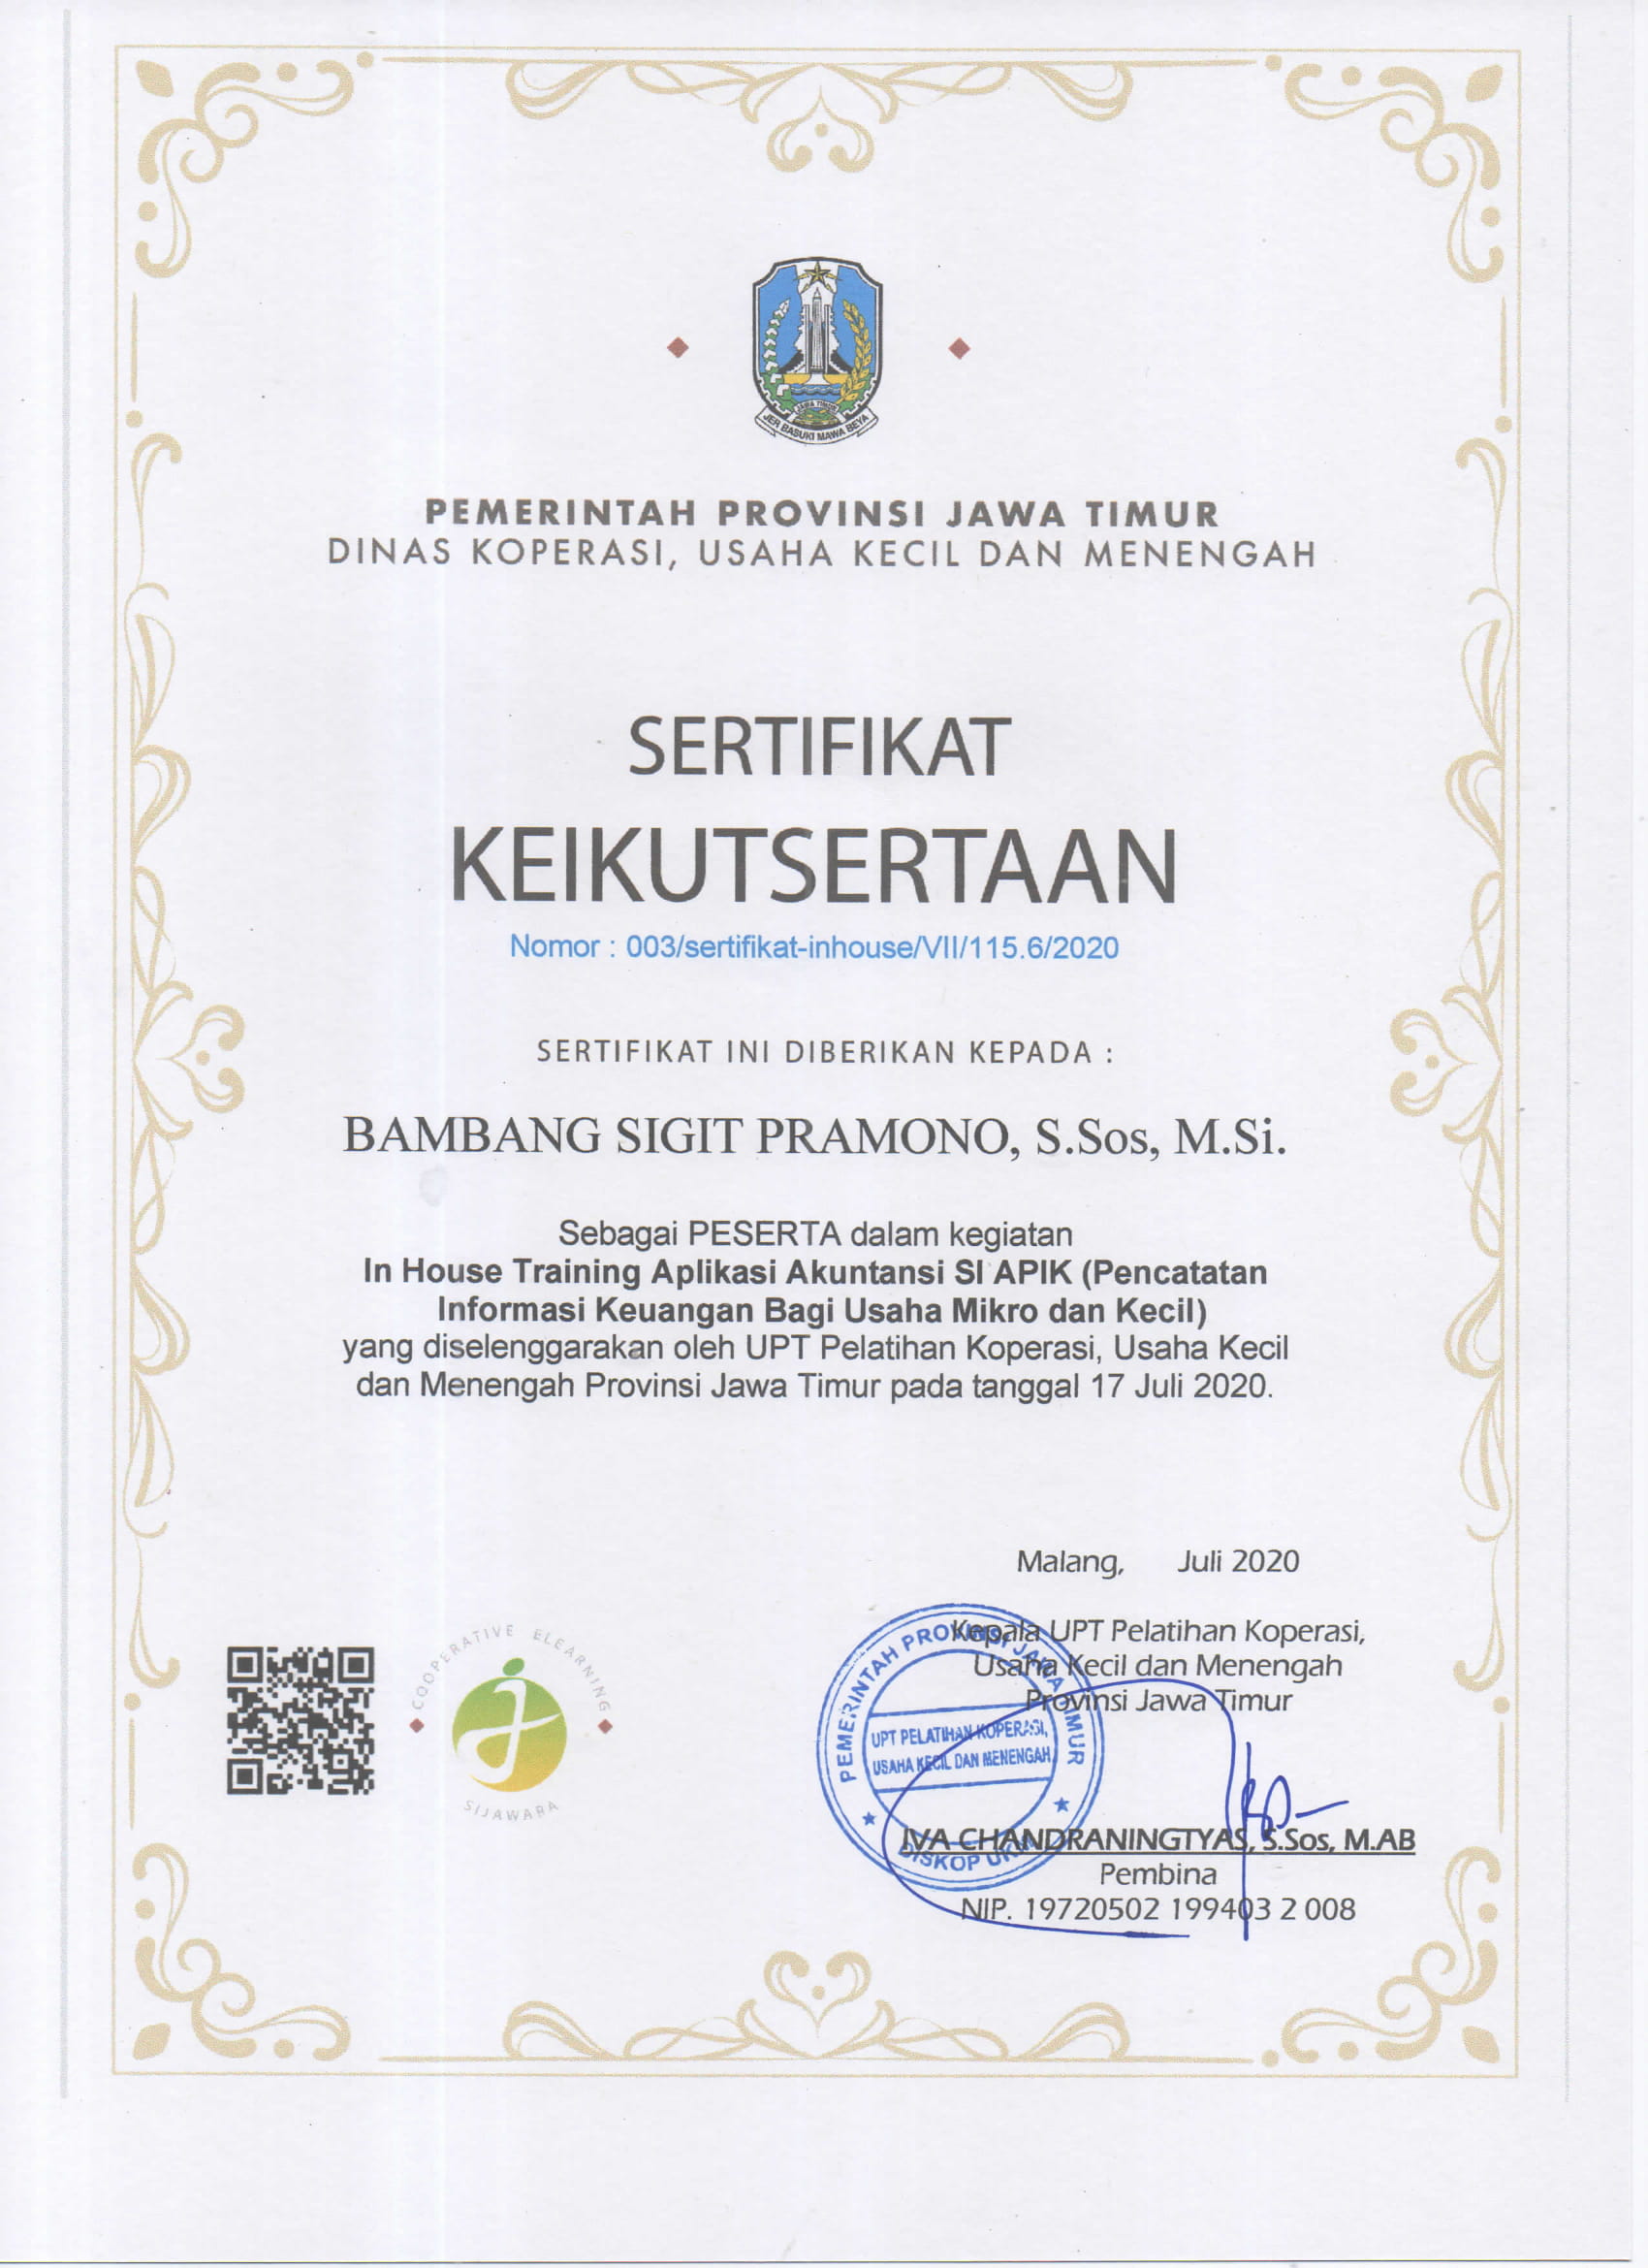 JAWA TIMUR
JER BASUKI MAWA BEYA
PEMERINTAH PROVINSI JAWA TIMUR
DINAS KOPERASI, USAHA KECIL DAN MENENGAH
SERTIFIKAT
KEIKUTSERTAAN
Nomor : 003/sertifikat-inhouse/VII/115.6/2020
SERTIFIKAT INI DIBERIKAN KEPADA :
BAMBANG SIGIT PRAMONO, S.Sos, M.Si.
Sebagai PESERTA dalam kegiatan
In House Training Aplikasi Akuntansi SI APIK (Pencatatan
Informasi Keuangan Bagi Usaha Mikro dan Kecil)
yang diselenggarakan oleh UPT Pelatihan Koperasi, Usaha Kecil
dan Menengah Provinsi Jawa Timur pada tanggal 17 Juli 2020.
Malang, Juli 2020
Kepala UPT Pelatihan Koperasi,
Usaha Kecil dan Menengah
Provinsi Jawa Timur
COOPERATIVE ELEARNING
SIJAWARA
PEMERINTAH PROVINSI JAWA TIMUR
UPT PELATIHAN KOPERASI,
USAHA KECIL DAN MENENGAH
DISKOP UKM
IVA CHANDRANINGTYAS, S.Sos, M.AB
Pembina
NIP. 19720502 199403 2 008